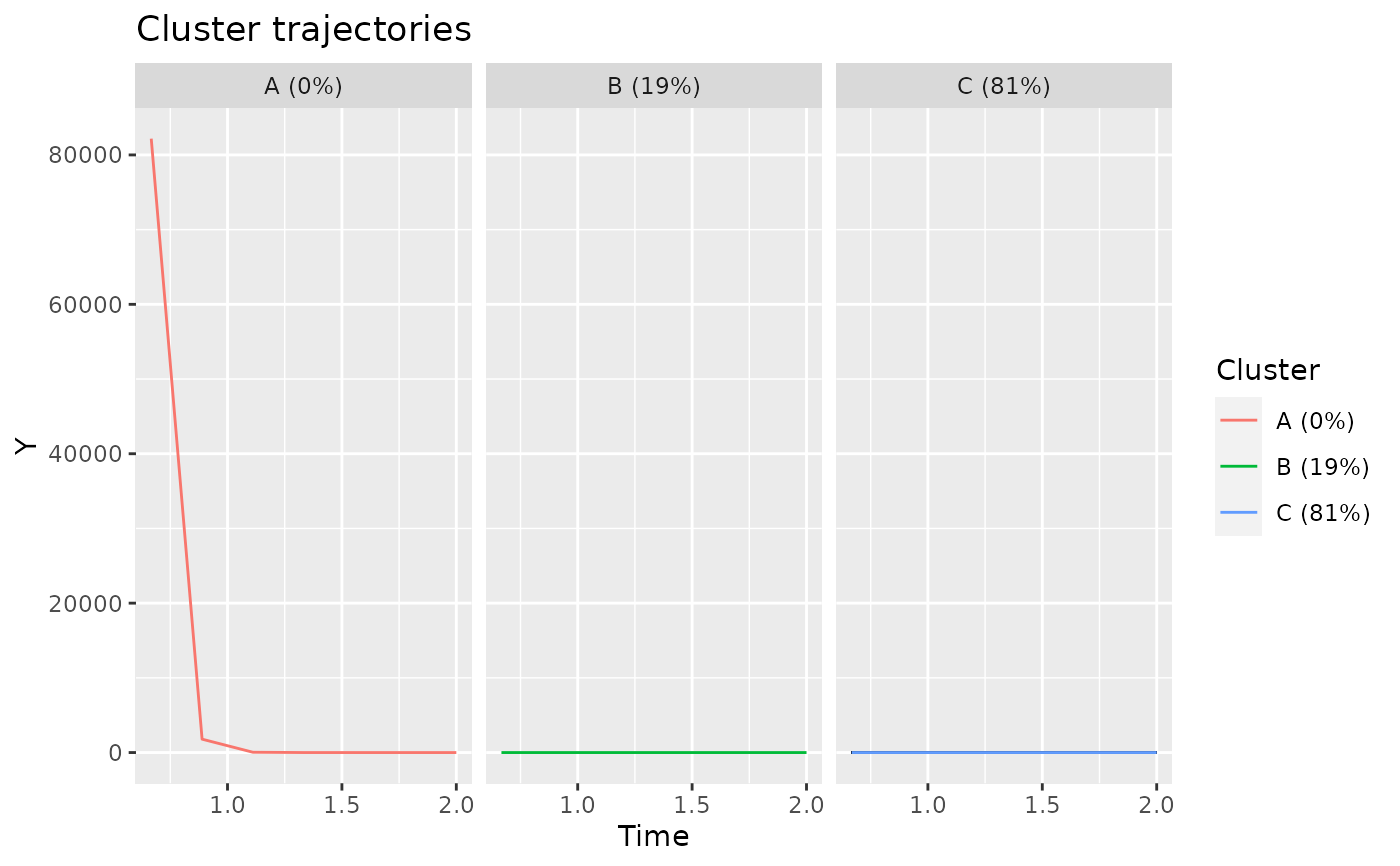 Cluster trajectories
A (0%) B (19%) C (81%)
80000
60000
40000
20000
0
Y
1.0 1.5 2.0 1.0 1.5 2.0 1.0 1.5 2.0
Time
Cluster
A (0%)
B (19%)
C (81%)